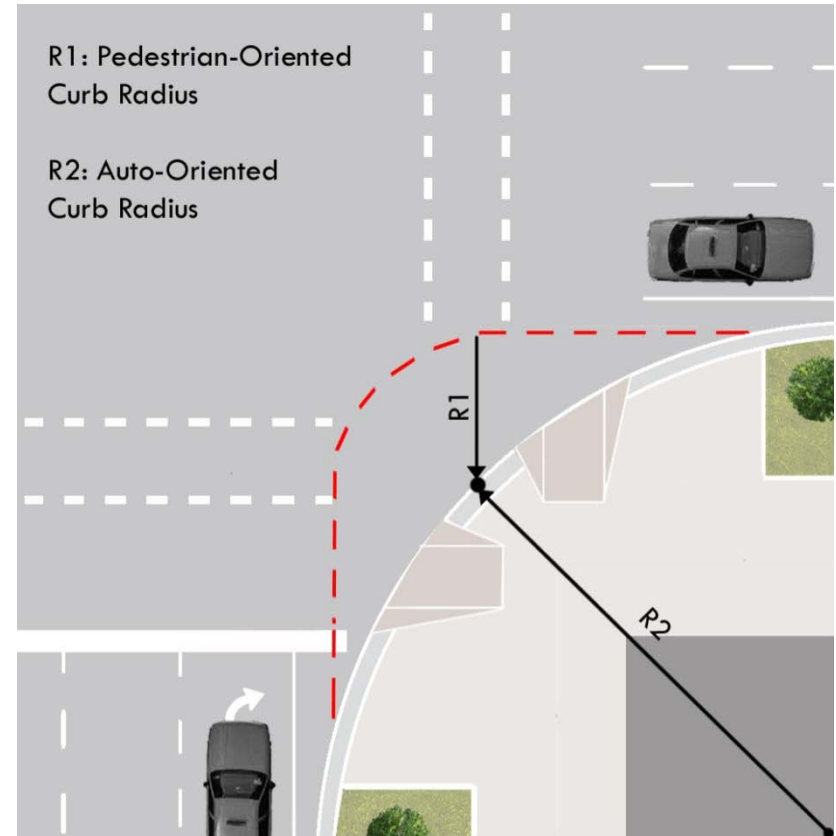 R1: Pedestrian-Oriented
Curb Radius
R2: Auto-Oriented
Curb Radius
R1
R2